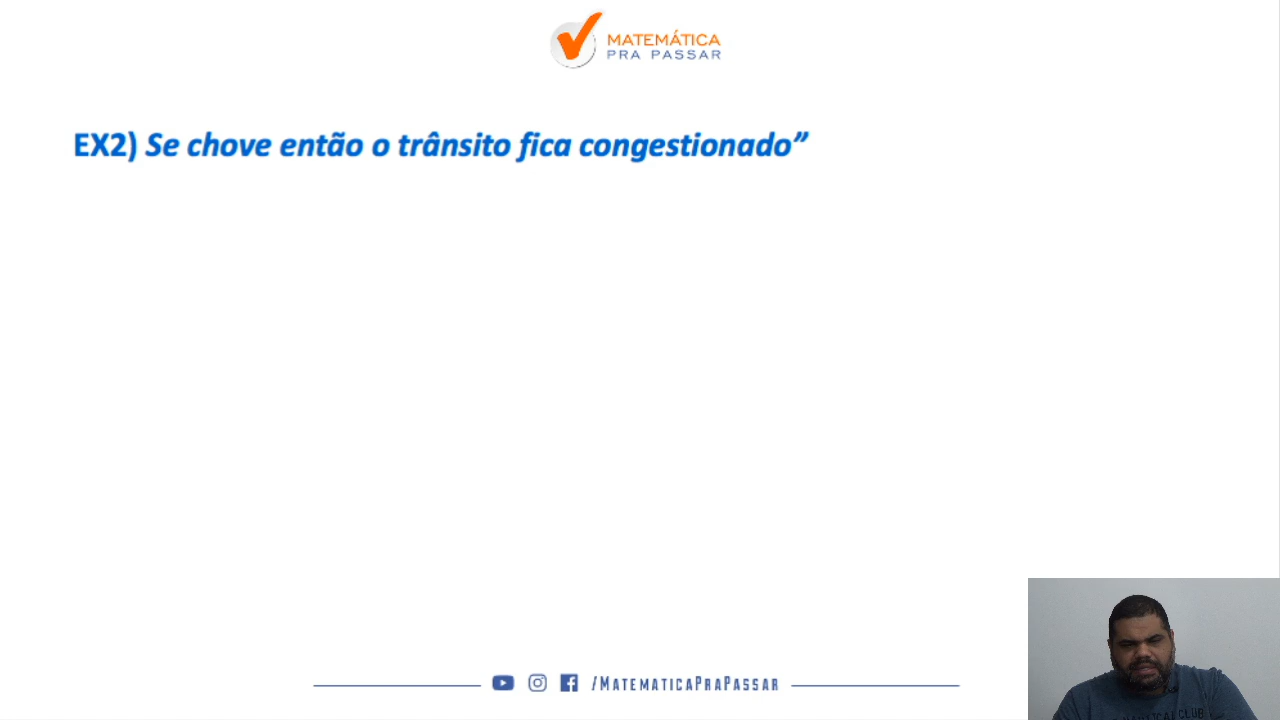 MATEMÁTICA
PRA PASSAR
EX2) Se chove então o trânsito fica congestionado”
/MATEMATICAPRAPASSAR